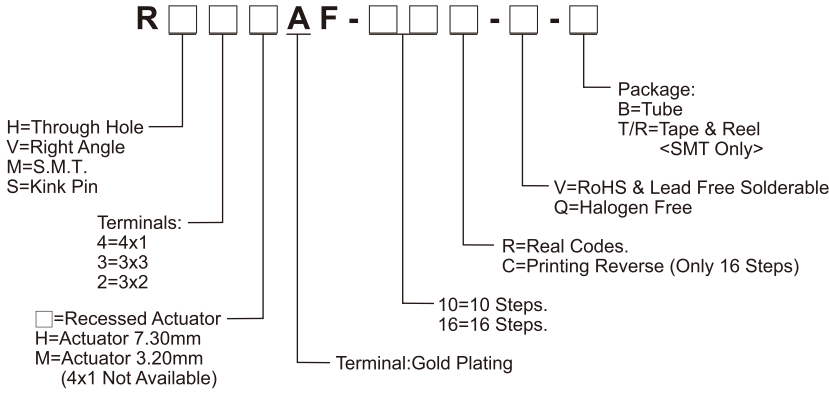 R□□□AF-□□□-□-□
H=Through Hole
V=Right Angle
M=S.M.T.
S=Kink Pin
Terminals:
4=4x1
3=3x3
2=3x2
□=Recessed Actuator
H=Actuator 7.30mm
M=Actuator 3.20mm
(4x1 Not Available)
Terminal:Gold Plating
10=10 Steps.
16=16 Steps.
R=Real Codes.
C=Printing Reverse (Only 16 Steps)
V=RoHS & Lead Free Solderable
Q=Halogen Free
Package:
B=Tube
T/R=Tape & Reel
<SMT Only>